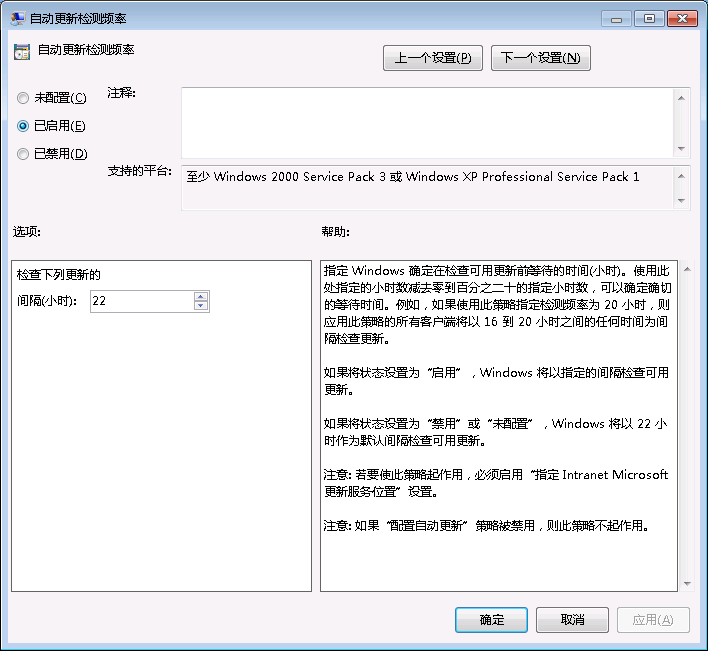 自动更新检测频率
自动更新检测频率
上一个设置(P)
下一个设置(N)
未配置(C)
注释:
已启用(E)
已禁用(D)
支持的平台:
至少 Windows 2000 Service Pack 3 或 Windows XP Professional Service Pack 1
选项:
帮助:
检查下列更新的
间隔(小时):
22
指定 Windows 确定在检查可用更新前等待的时间(小时)。使用此
处指定的小时数减去零到百分之二十的指定小时数，可以确定确切
的等待时间。例如，如果使用此策略指定检测频率为 20 小时，则
应用此策略的所有客户端将以 16 到 20 小时之间的任何时间为间
隔检查更新。
如果将状态设置为“启用”，Windows 将以指定的间隔检查可用
更新。
如果将状态设置为“禁用”或“未配置”，Windows 将以 22 小
时作为默认间隔检查可用更新。
注意: 若要使此策略起作用，必须启用“指定 Intranet Microsoft
更新服务位置”设置。
注意: 如果“配置自动更新”策略被禁用，则此策略不起作用。
确定
取消
应用(A)